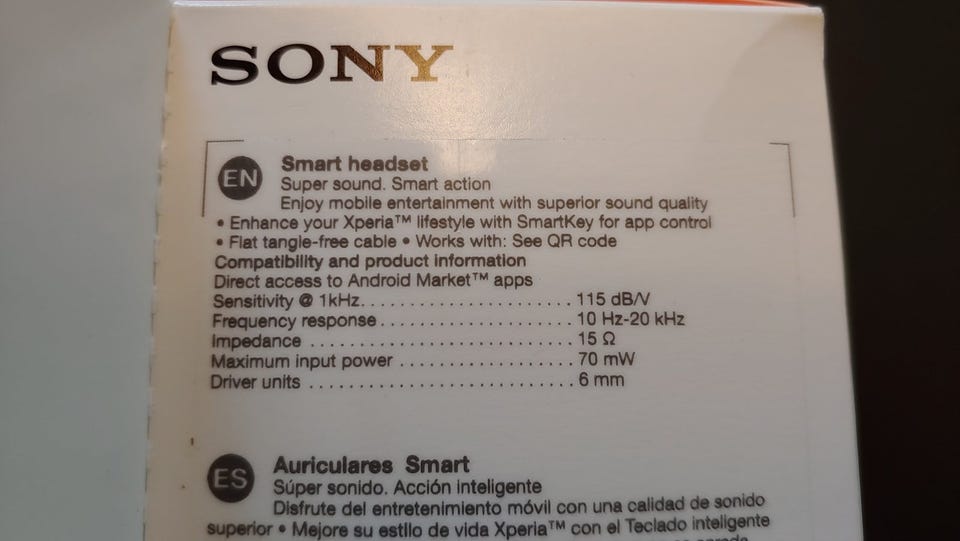 SONY
EN
Smart headset
Super sound. Smart action
Enjoy mobile entertainment with superior sound quality
• Enhance your Xperia™ lifestyle with SmartKey for app control
• Flat tangle-free cable • Works with: See QR code
Compatibility and product information
Direct access to Android Market™ apps
Sensitivity @ 1kHz...................... 115 dB/V
Frequency response.................... 10 Hz-20 kHz
Impedance ............................ 15 Ω
Maximum input power .................. 70 mW
Driver units ........................... 6 mm
ES
Auriculares Smart
Súper sonido. Acción inteligente
Disfrute del entretenimiento móvil con una calidad de sonido
superior • Mejore su estilo de vida Xperia™ con el Teclado inteligente